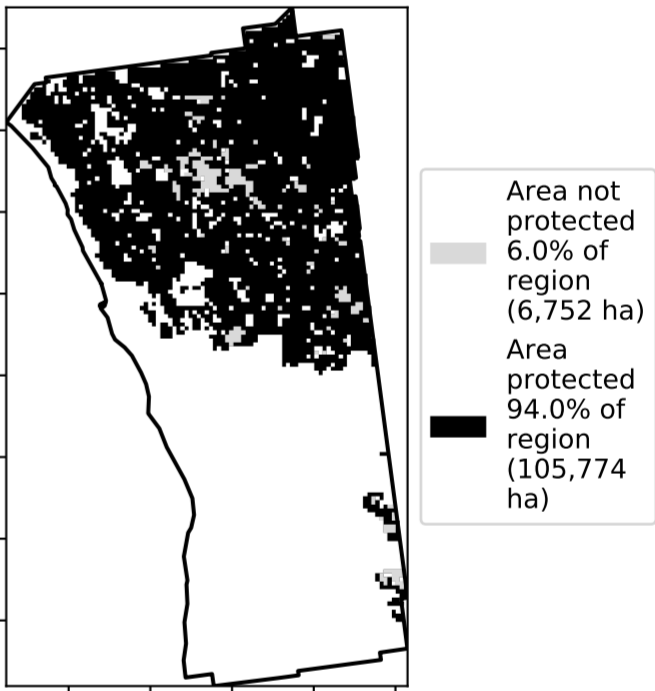 Area not
protected
6.0% of
region
(6,752 ha)
Area
protected
94.0% of
region
(105,774
ha)